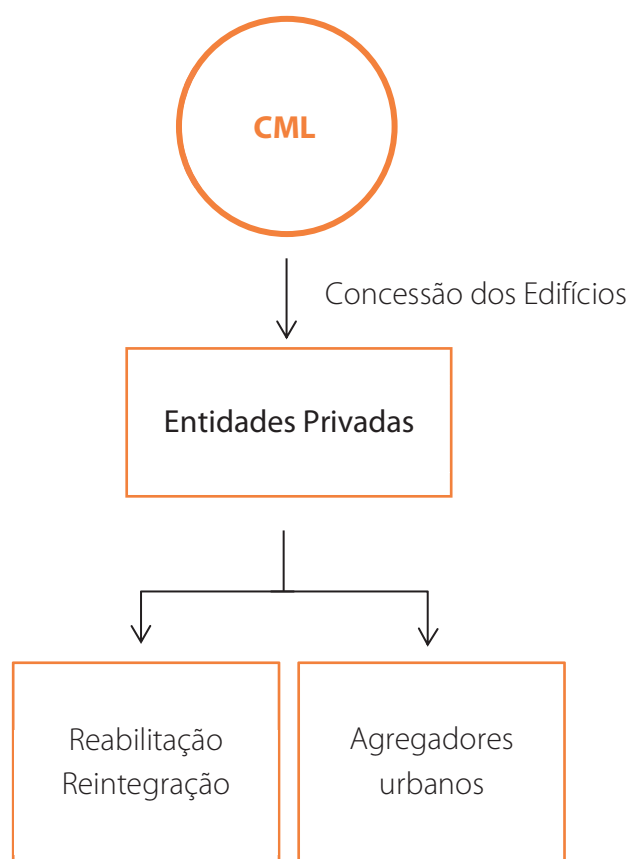 CML
Concessão dos Edifícios
Entidades Privadas
Reabilitação
Reintegração
Agregadores
urbanos